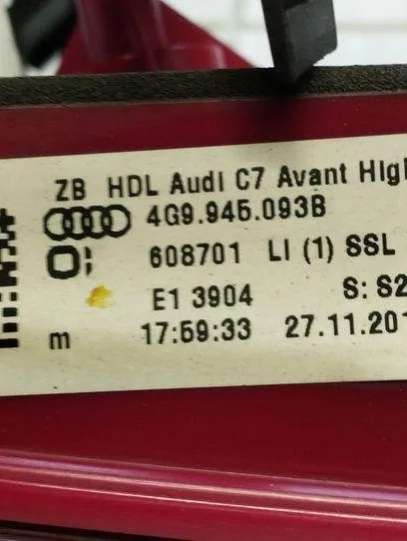 ZB HDL Audi C7 Avant High
4G9.945.093B
608701 LI (1) SSL
E1 3904 S: S2
m 17:59:33 27.11.201